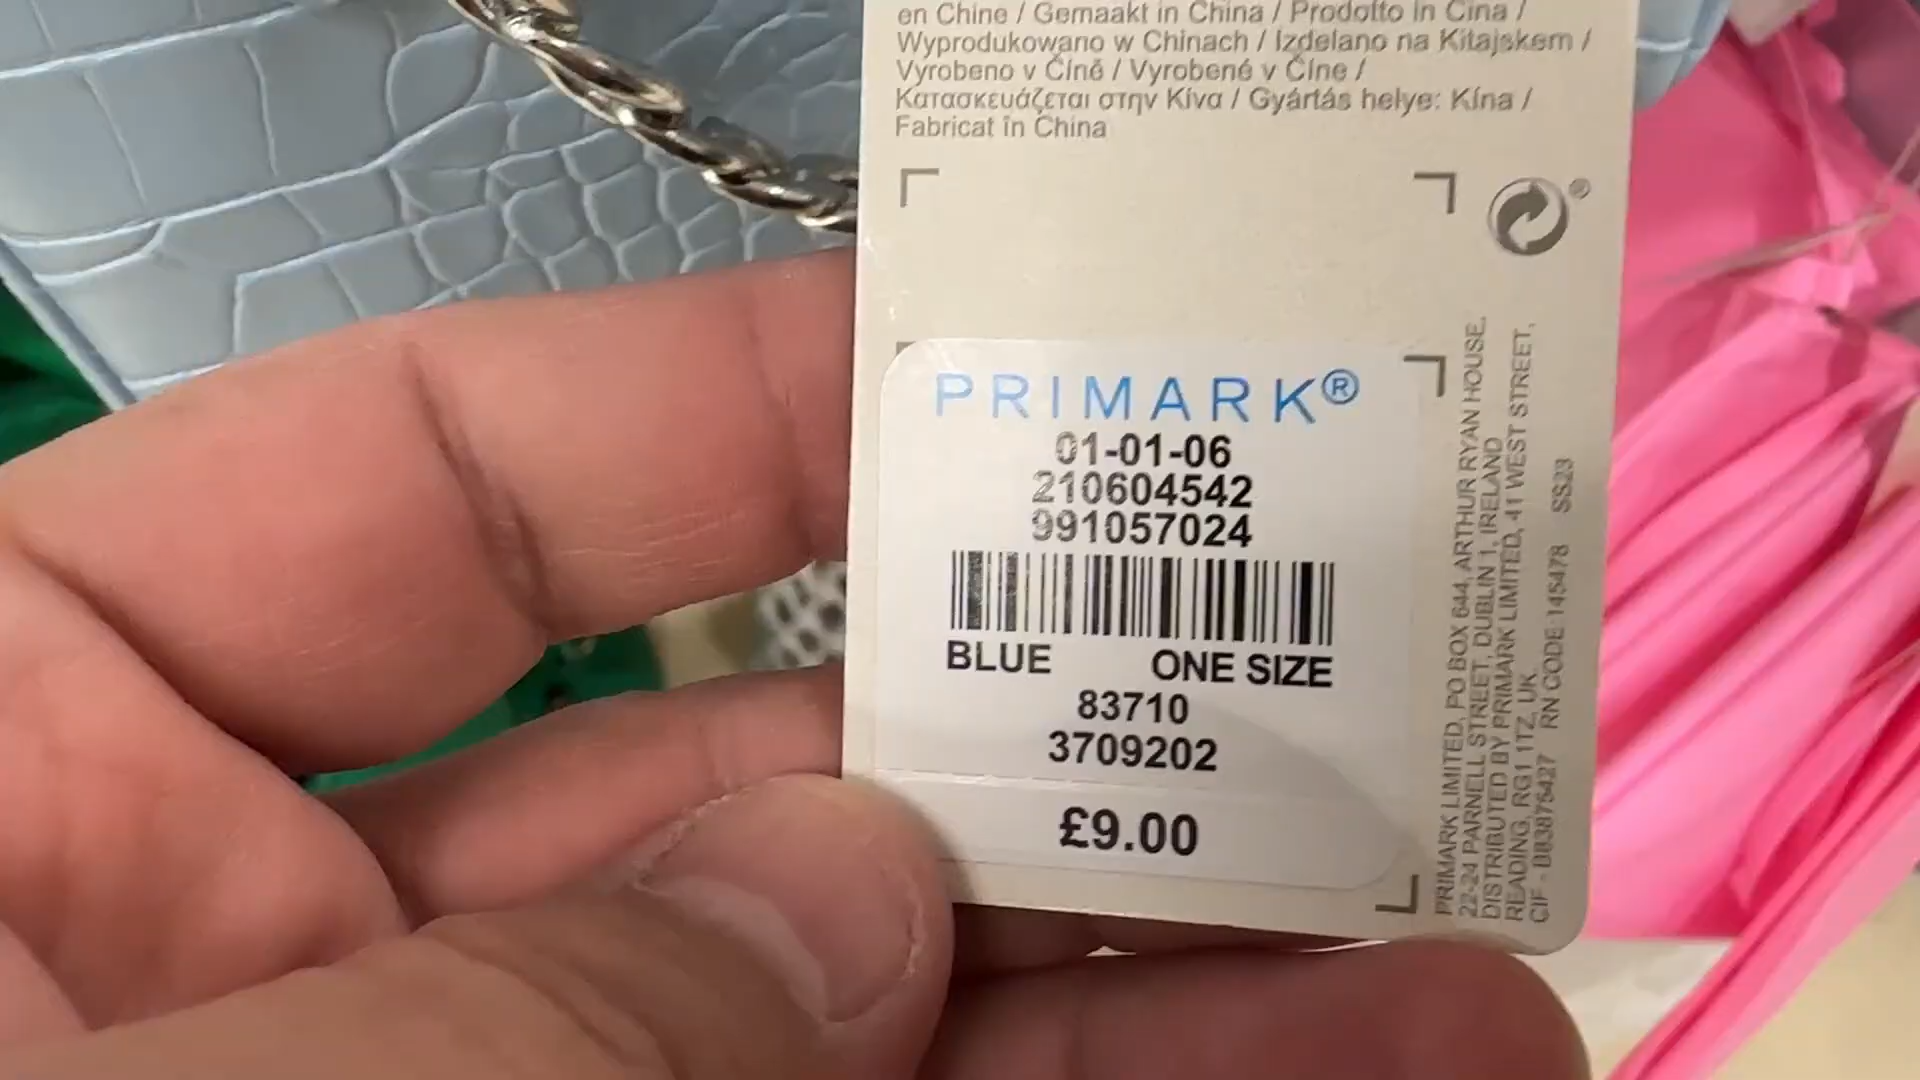 en Chine / Gemaakt in China / Prodotto in Cina /
Wyprodukowano w Chinach / Izdelano na Kitajskem /
Vyrobeno v Číně / Vyrobené v Číne /
Κατασκευάζεται στην Κίνα / Gyártás helye: Kína /
Fabricat în China
®
PRIMARK®
01-01-06
210604542
991057024
BLUE ONE SIZE
83710
3709202
£9.00
PRIMARK LIMITED, PO BOX 644, ARTHUR RYAN HOUSE,
22-24 PARNELL STREET, DUBLIN 1, IRELAND
DISTRIBUTED BY PRIMARK LIMITED, 41 WEST STREET,
READING, RG1 1TZ, UK
CIF - B83875427 RN CODE 145478 SS23